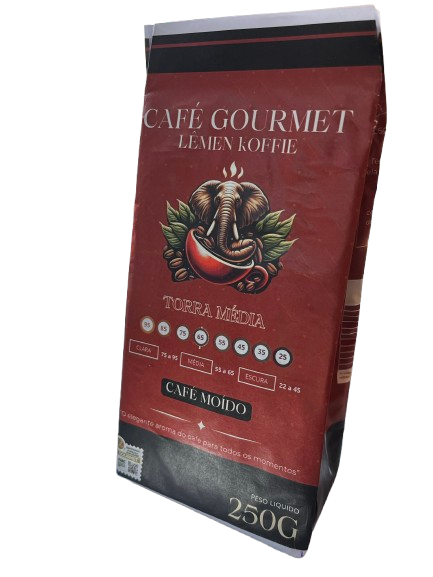 CAFÉ GOURMET
LÊMEN KOFFIE
TORRA MÉDIA
95 85 75 65 55 45 35 25
CLARA 75 a 95 MÉDIA 55 a 65 ESCURA 22 a 45
CAFÉ MOÍDO
"O elegante aroma do café para todos os momentos"
PESO LIQUIDO
250G